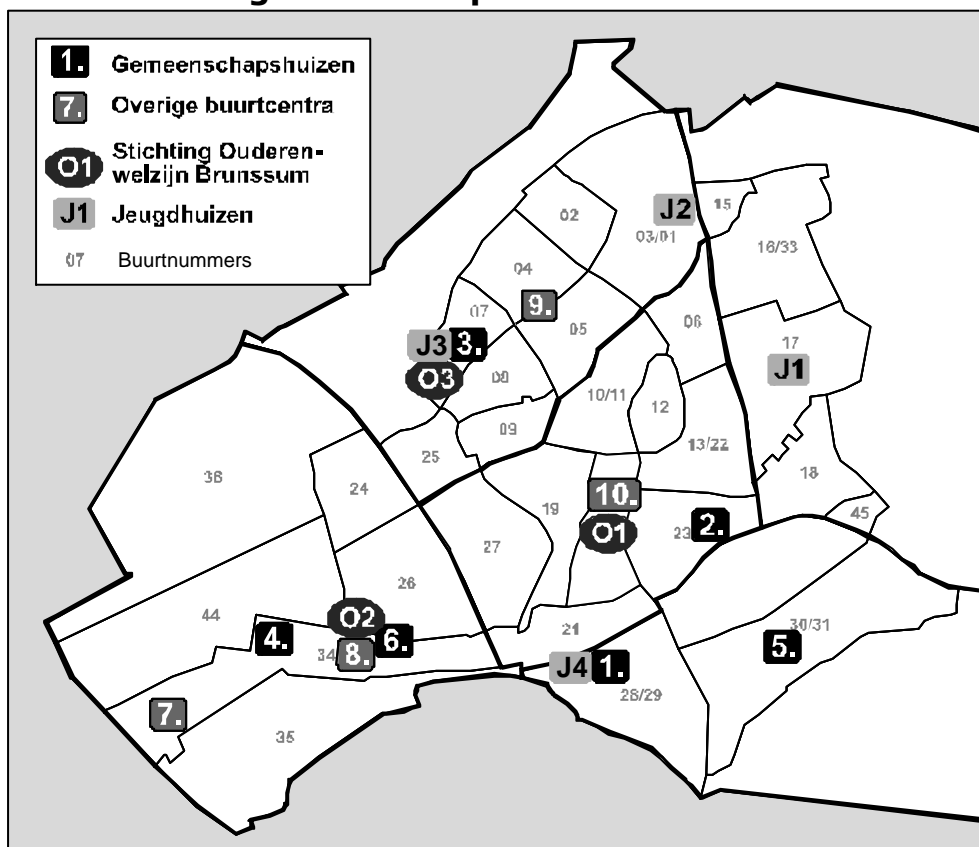 1. Gemeenschapshuizen
7. Overige buurtcentra
O1 Stichting Ouderen-
welzijn Brunssum
J1 Jeugdhuizen
07 Buurtnummers
02
J2
15
03/01
16/33
04
07
9.
05
06
17
J3 3.
J1
O3
08
10/11
12
09
13/22
25
18
36
24
10.
19
45
23 2.
O1
27
26
44
O2
21
30/31
4.
6.
34 8.
5.
J4 1.
28/29
7.
35